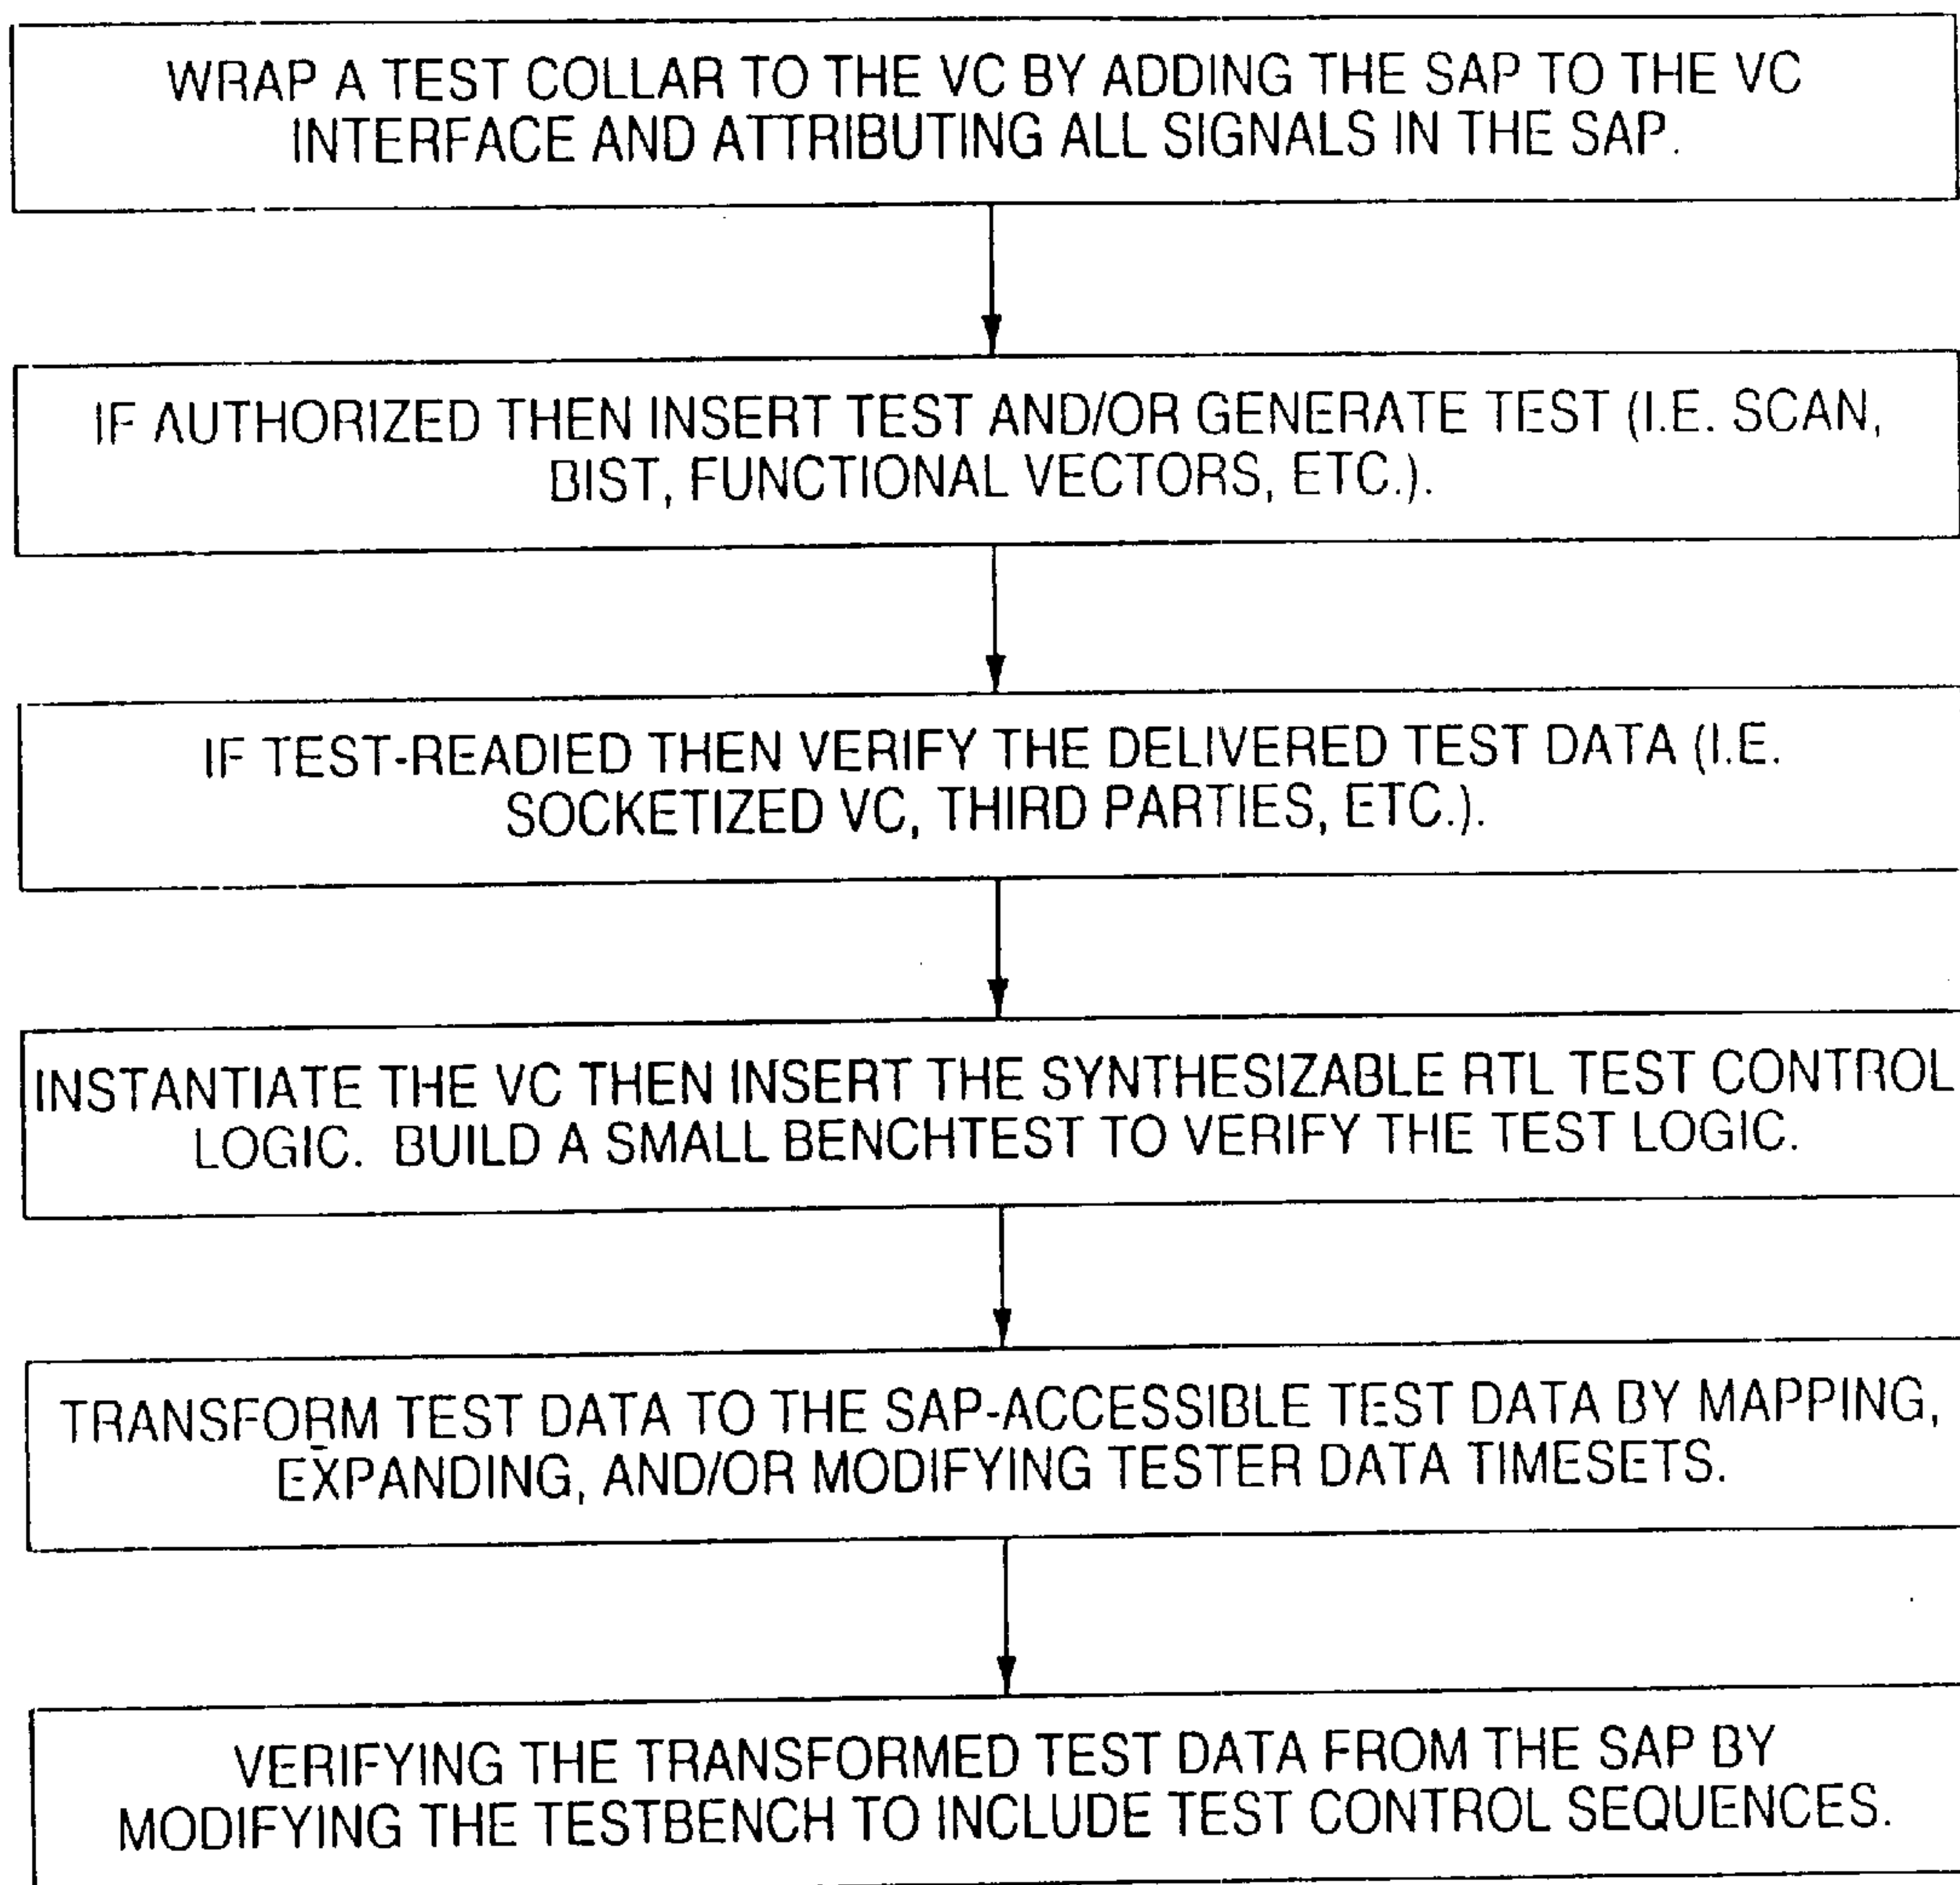 WRAP A TEST COLLAR TO THE VC BY ADDING THE SAP TO THE VC
INTERFACE AND ATTRIBUTING ALL SIGNALS IN THE SAP.
IF AUTHORIZED THEN INSERT TEST AND/OR GENERATE TEST (I.E. SCAN,
BIST, FUNCTIONAL VECTORS, ETC.).
IF TEST-READIED THEN VERIFY THE DELIVERED TEST DATA (I.E.
SOCKETIZED VC, THIRD PARTIES, ETC.).
INSTANTIATE THE VC THEN INSERT THE SYNTHESIZABLE RTL TEST CONTROL
LOGIC. BUILD A SMALL BENCHTEST TO VERIFY THE TEST LOGIC.
TRANSFORM TEST DATA TO THE SAP-ACCESSIBLE TEST DATA BY MAPPING,
EXPANDING, AND/OR MODIFYING TESTER DATA TIMESETS.
VERIFYING THE TRANSFORMED TEST DATA FROM THE SAP BY
MODIFYING THE TESTBENCH TO INCLUDE TEST CONTROL SEQUENCES.